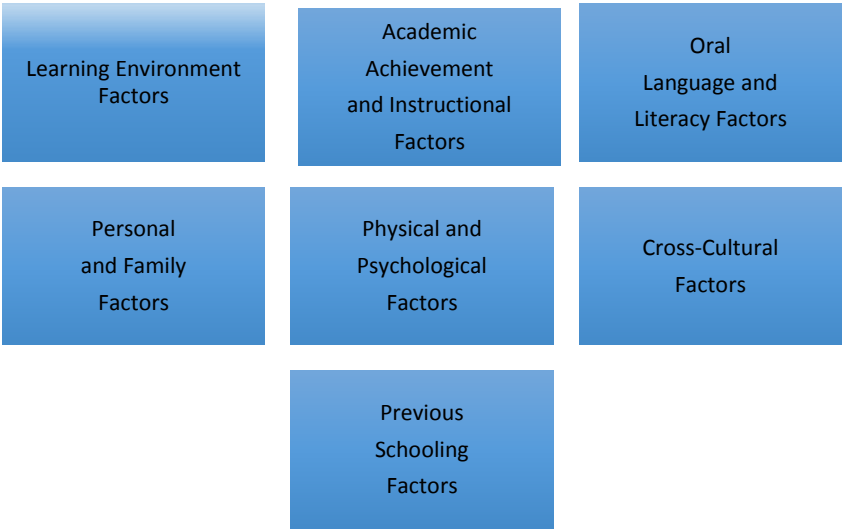 Learning Environment
Factors
Academic
Achievement
and Instructional
Factors
Oral
Language and
Literacy Factors
Personal
and Family
Factors
Physical and
Psychological
Factors
Cross-Cultural
Factors
Previous
Schooling
Factors